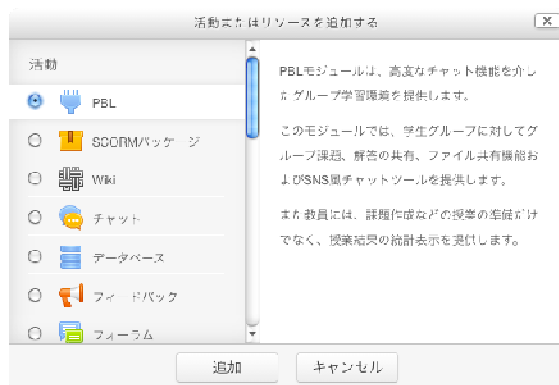 活動またはリソースを追加する
活動
PBL
SCORMパッケージ
Wiki
チャット
データベース
フィードバック
フォーラム
PBLモジュールは、高度なチャット機能を介し
たグループ学習環境を提供します。
このモジュールでは、学生グループに対してグ
ループ課題、解答の共有、ファイル共有機能お
よびSNS風チャットツールを提供します。
また教員には、課題作成などの授業の準備だけ
でなく、授業結果の統計表示を提供します。
追加
キャンセル